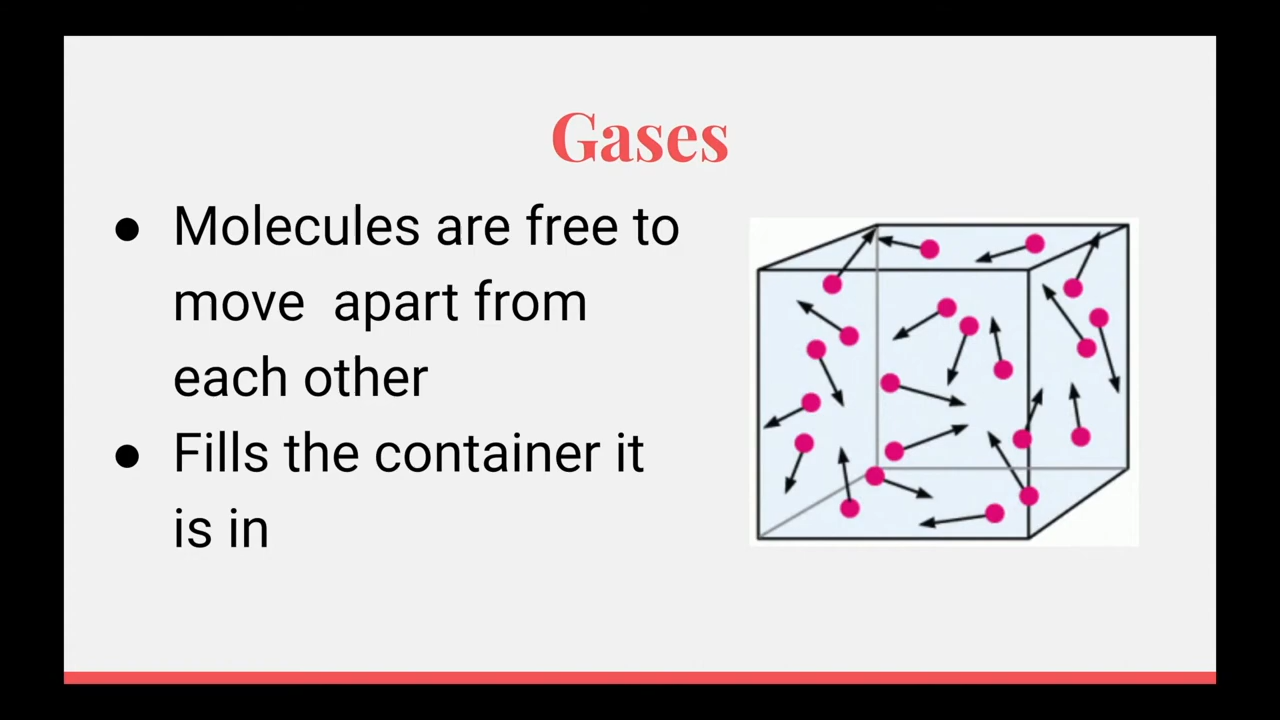 Gases
● Molecules are free to
move  apart from
each other
● Fills the container it
is in